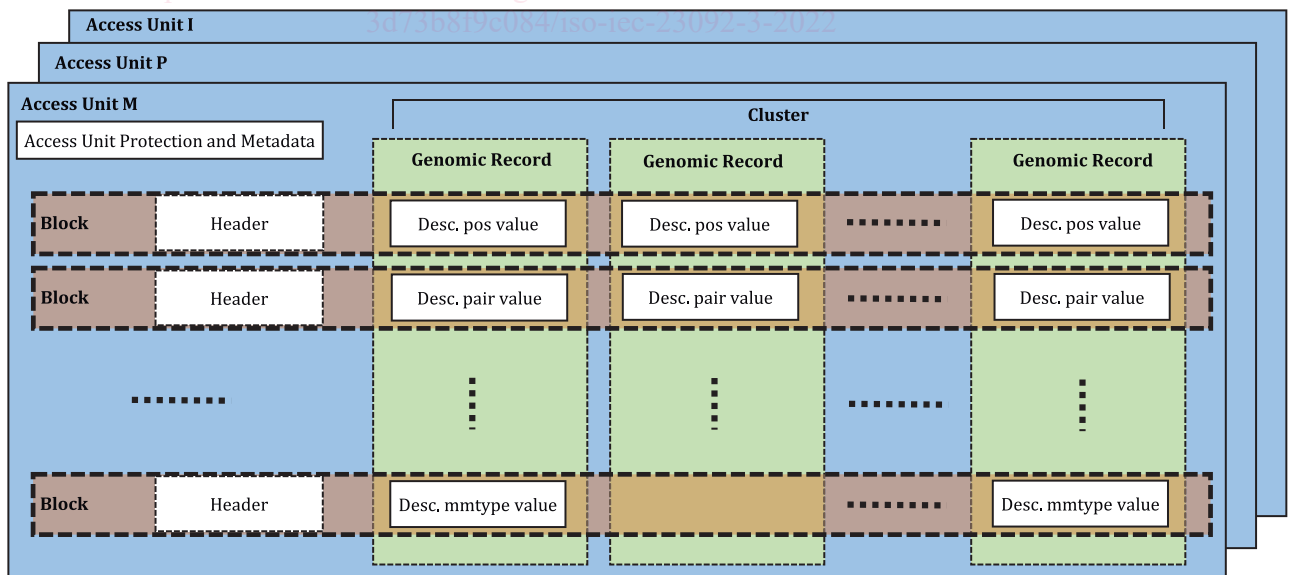 3d73b8f9c084/iso-iec-23092-3-2022
Access Unit I
Access Unit P
Access Unit M
Cluster
Access Unit Protection and Metadata
Genomic Record Genomic Record Genomic Record
Block Header Desc. pos value Desc. pos value Desc. pos value
Block Header Desc. pair value Desc. pair value Desc. pair value
Block Header Desc. mmtype value Desc. mmtype value